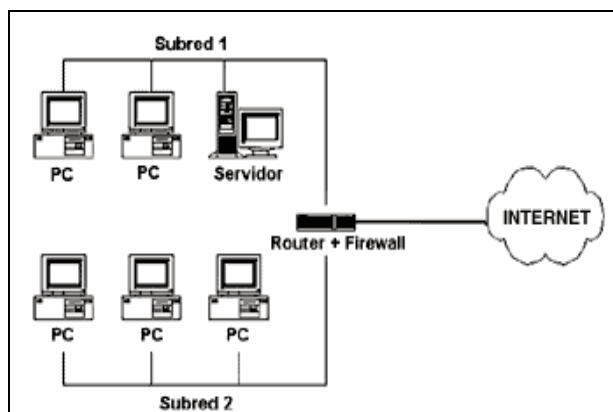 Subred 1
PC
PC
Servidor
INTERNET
Router + Firewall
PC
PC
PC
Subred 2